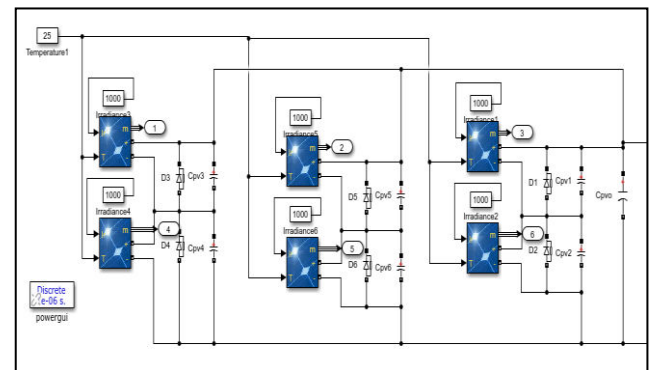 25
Temperature1
1000
Irradiance3
m
T
1
D3
Cpv3
1000
Irradiance4
m
T
4
D4
Cpv4
1000
Irradiance5
m
T
2
D5
Cpv5
1000
Irradiance6
m
T
5
D6
Cpv6
1000
Irradiance1
m
T
3
D1
Cpv1
Cpvo
1000
Irradiance2
m
T
6
D2
Cpv2
Discrete
e-06 s.
powergui